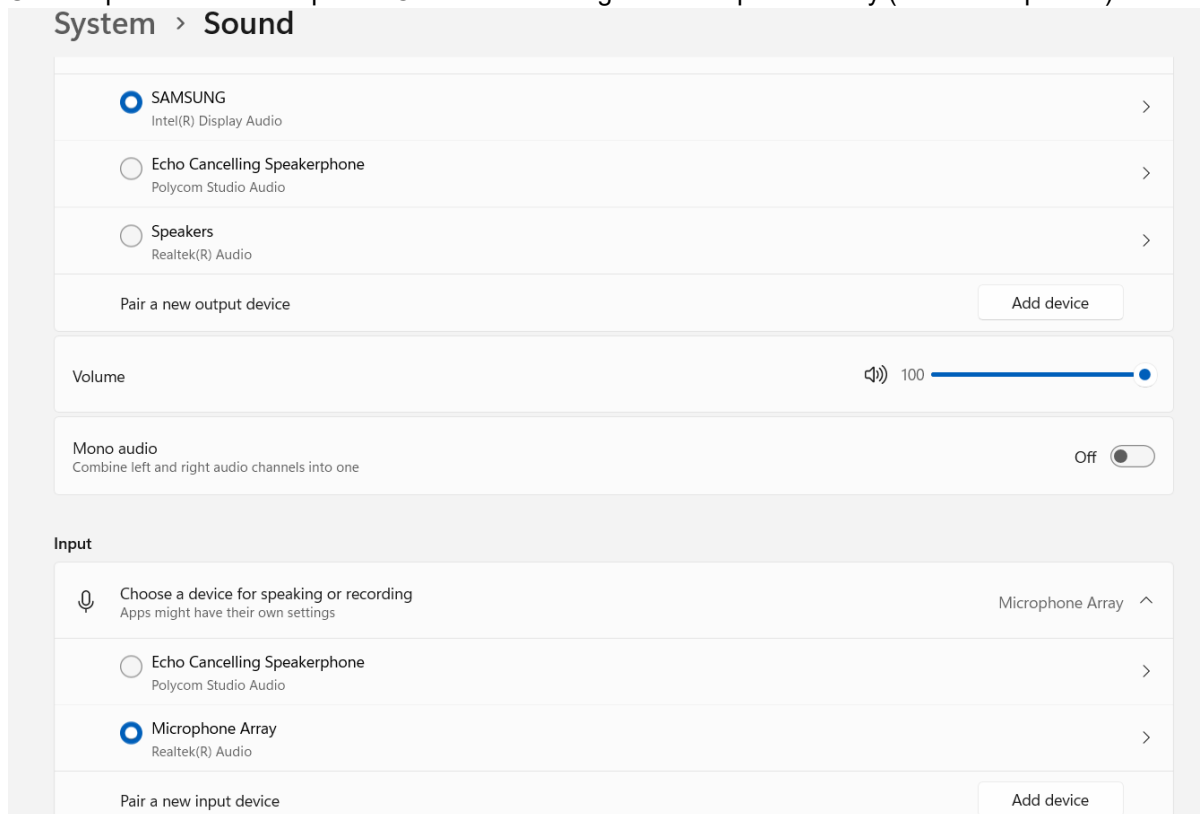 System > Sound
SAMSUNG
Intel(R) Display Audio
Echo Cancelling Speakerphone
Polycom Studio Audio
Speakers
Realtek(R) Audio
Pair a new output device Add device
Volume 100
Mono audio
Combine left and right audio channels into one
Off
Input
Choose a device for speaking or recording
Apps might have their own settings
Microphone Array
Echo Cancelling Speakerphone
Polycom Studio Audio
Microphone Array
Realtek(R) Audio
Pair a new input device Add device